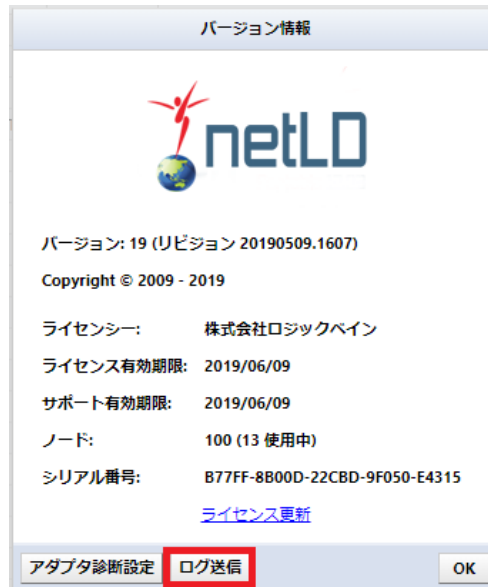 バージョン情報
netLD
バージョン: 19 (リビジョン 20190509.1607)
Copyright © 2009 - 2019
ライセンシー: 株式会社ロジックベイン
ライセンス有効期限: 2019/06/09
サポート有効期限: 2019/06/09
ノード: 100 (13 使用中)
シリアル番号: B77FF-8B00D-22CBD-9F050-E4315
ライセンス更新
アダプタ診断設定 ログ送信 OK